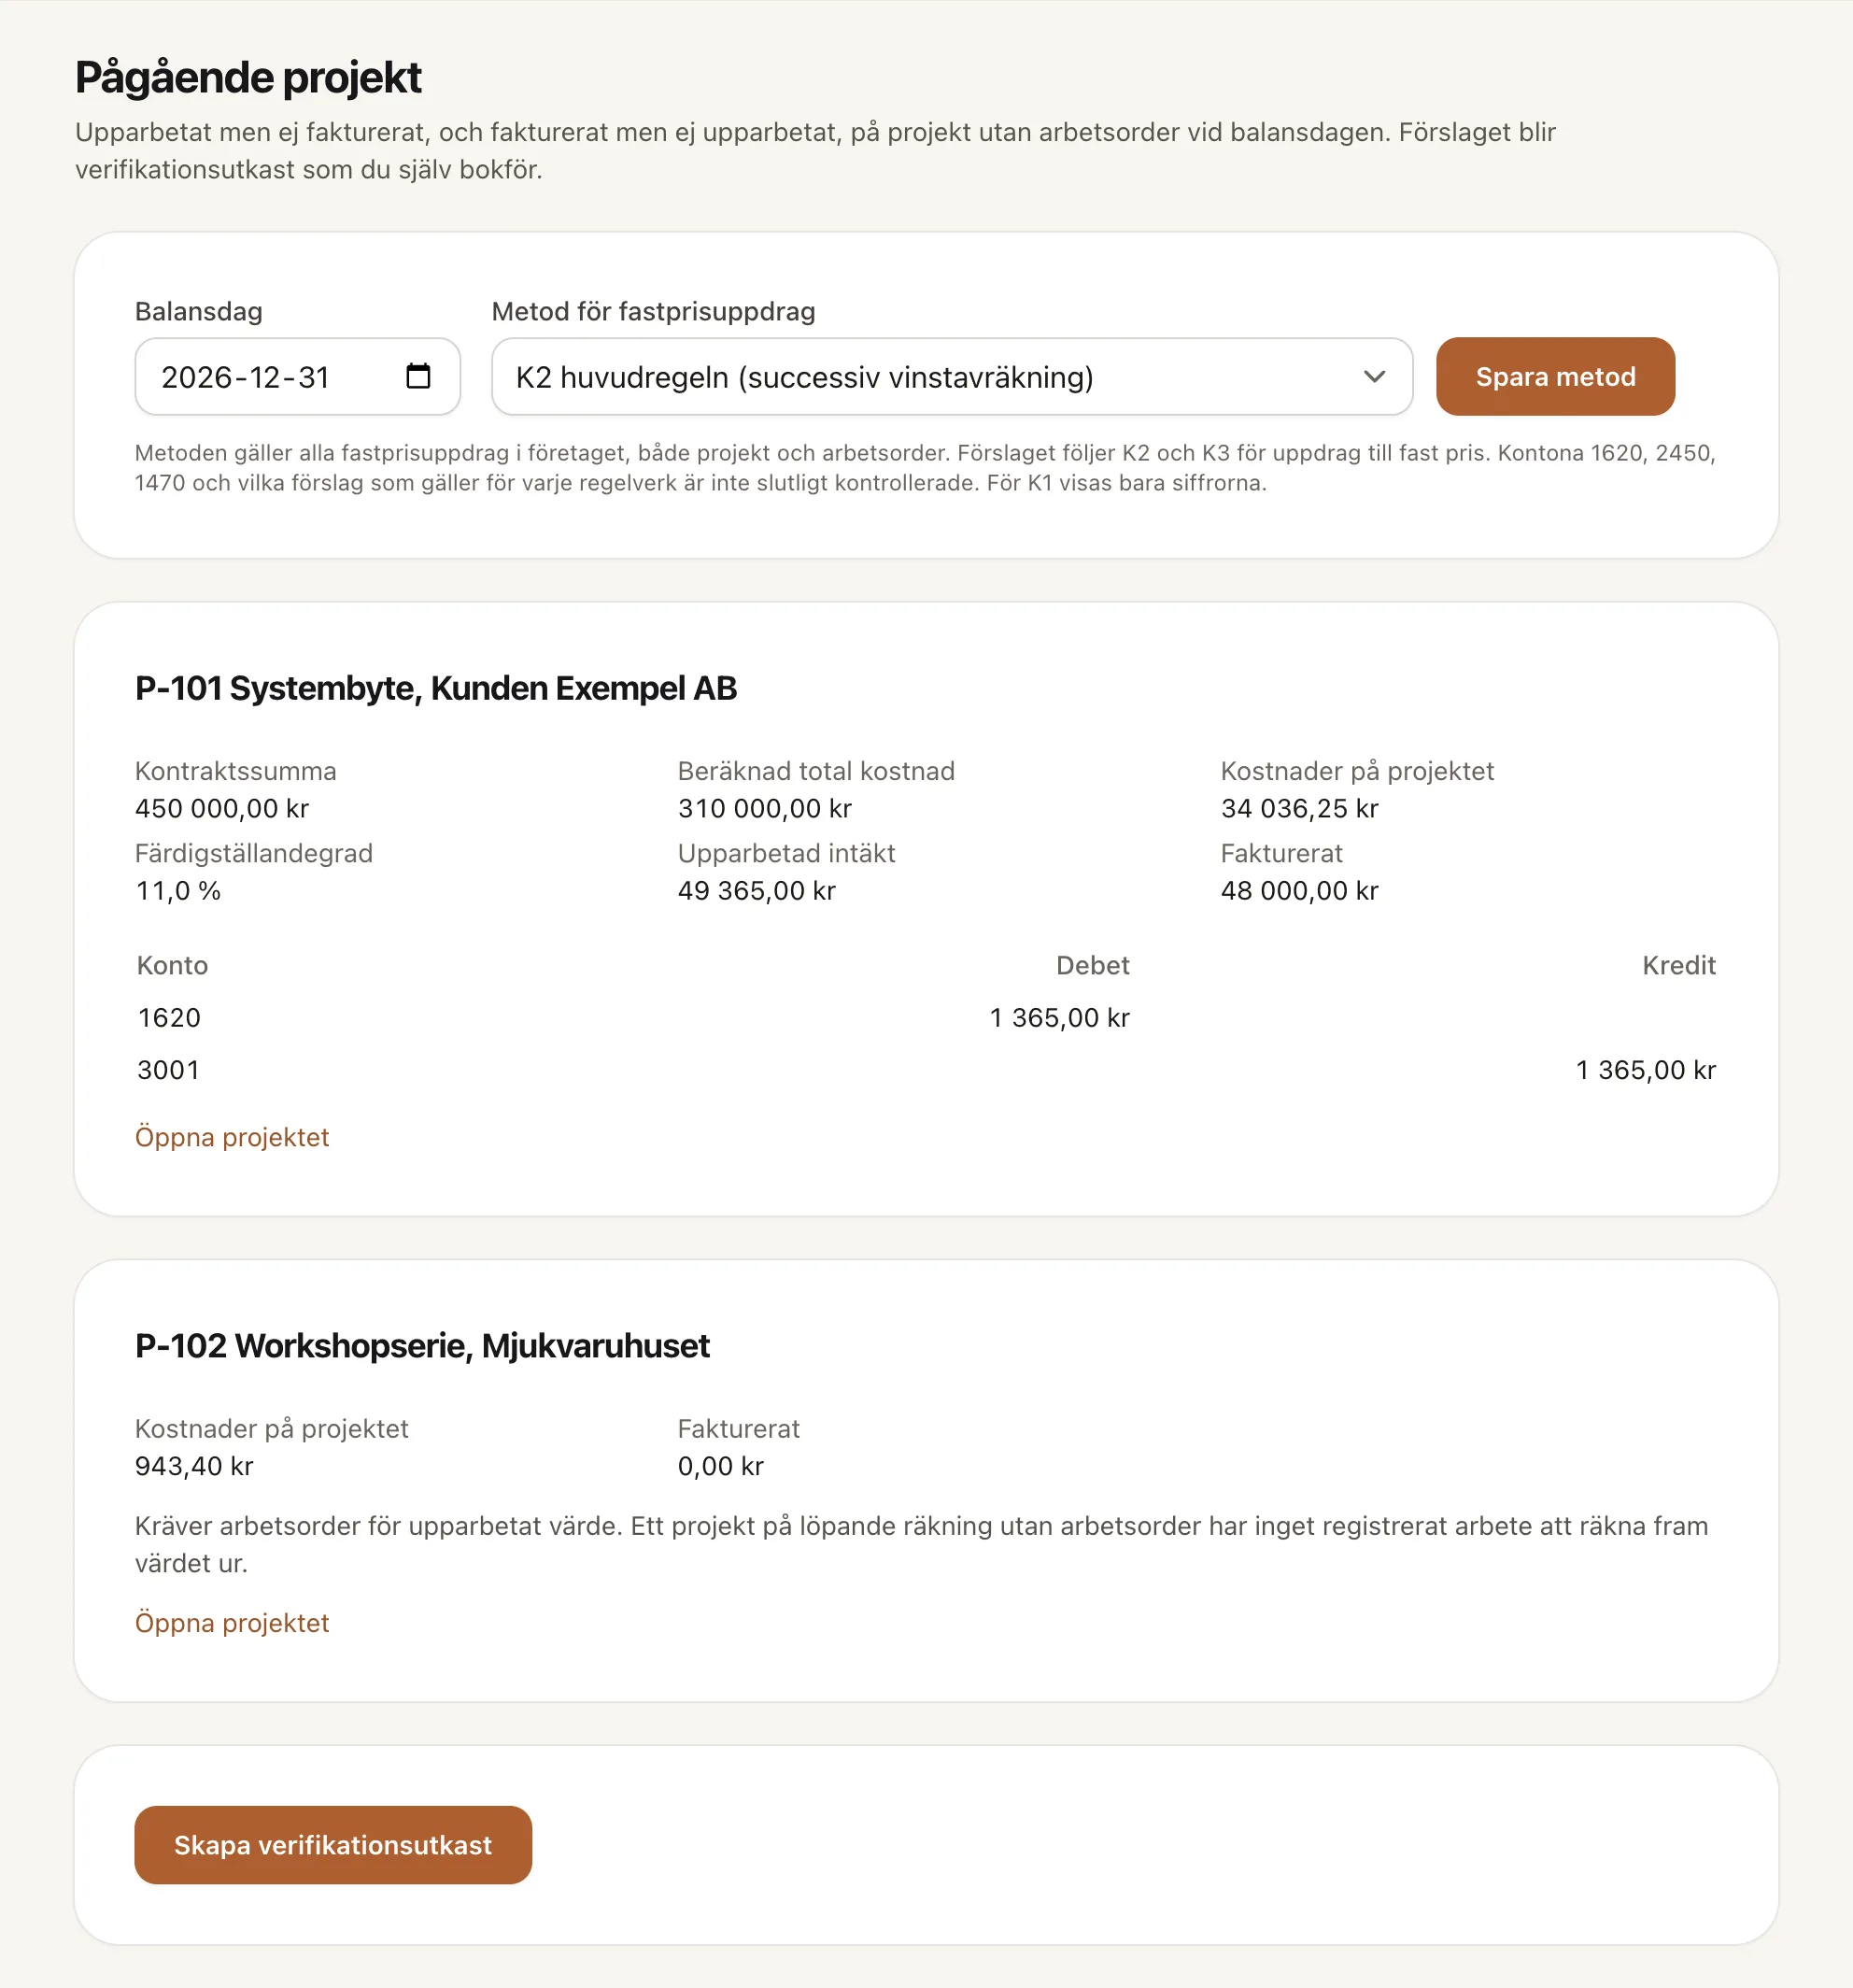 Pågående projekt
Upparbetat men ej fakturerat, och fakturerat men ej upparbetat, på projekt utan arbetsorder vid balansdagen. Förslaget blir
verifikationsutkast som du själv bokför.
Balansdag
Metod för fastprisuppdrag
2026-12-31
K2 huvudregeln (successiv vinstavräkning)
Spara metod
Metoden gäller alla fastprisuppdrag i företaget, både projekt och arbetsorder. Förslaget följer K2 och K3 för uppdrag till fast pris. Kontona 1620, 2450,
1470 och vilka förslag som gäller för varje regelverk är inte slutligt kontrollerade. För K1 visas bara siffrorna.
P-101 Systembyte, Kunden Exempel AB
Kontraktssumma
450 000,00 kr
Beräknad total kostnad
310 000,00 kr
Kostnader på projektet
34 036,25 kr
Färdigställandegrad
11,0 %
Upparbetad intäkt
49 365,00 kr
Fakturerat
48 000,00 kr
Konto Debet Kredit
1620 1 365,00 kr
3001 1 365,00 kr
Öppna projektet
P-102 Workshopserie, Mjukvaruhuset
Kostnader på projektet
943,40 kr
Fakturerat
0,00 kr
Kräver arbetsorder för upparbetat värde. Ett projekt på löpande räkning utan arbetsorder har inget registrerat arbete att räkna fram
värdet ur.
Öppna projektet
Skapa verifikationsutkast